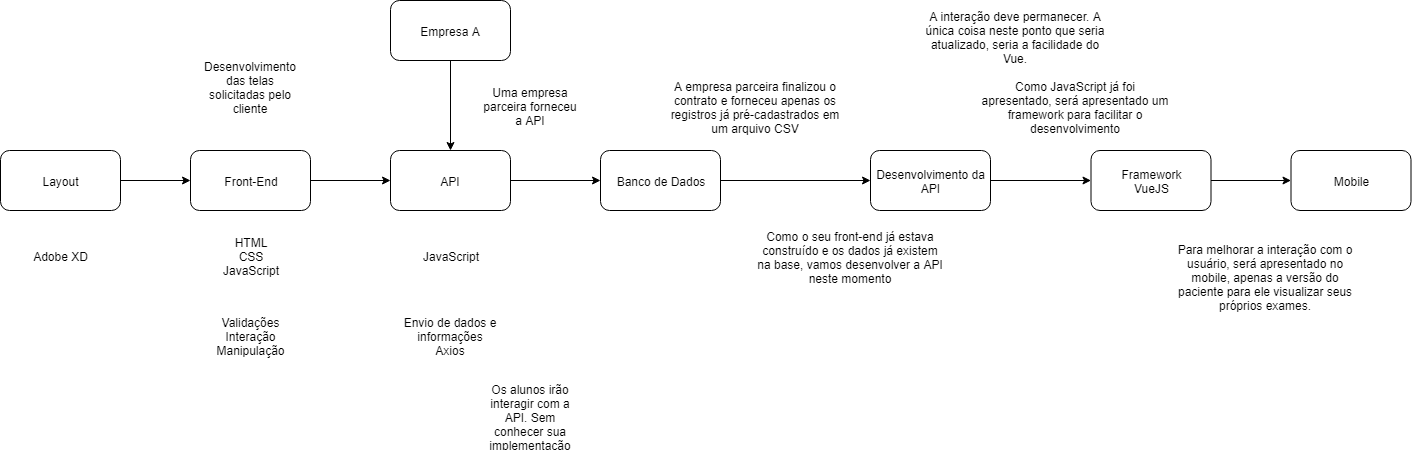 Empresa A
A interação deve permanecer. A
única coisa neste ponto que seria
atualizado, seria a facilidade do
Vue.
Desenvolvimento
das telas
solicitadas pelo
cliente
Uma empresa
parceira forneceu
a API
A empresa parceira finalizou o
contrato e forneceu apenas os
registros já pré-cadastrados em
um arquivo CSV
Como JavaScript já foi
apresentado, será apresentado um
framework para facilitar o
desenvolvimento
Layout
Front-End
API
Banco de Dados
Desenvolvimento da
API
Framework
VueJS
Mobile
Adobe XD
HTML
CSS
JavaScript
JavaScript
Como o seu front-end já estava
construído e os dados já existem
na base, vamos desenvolver a API
neste momento
Para melhorar a interação com o
usuário, será apresentado no
mobile, apenas a versão do
paciente para ele visualizar seus
próprios exames.
Validações
Interação
Manipulação
Envio de dados e
informações
Axios
Os alunos irão
interagir com a
API. Sem
conhecer sua
implementação